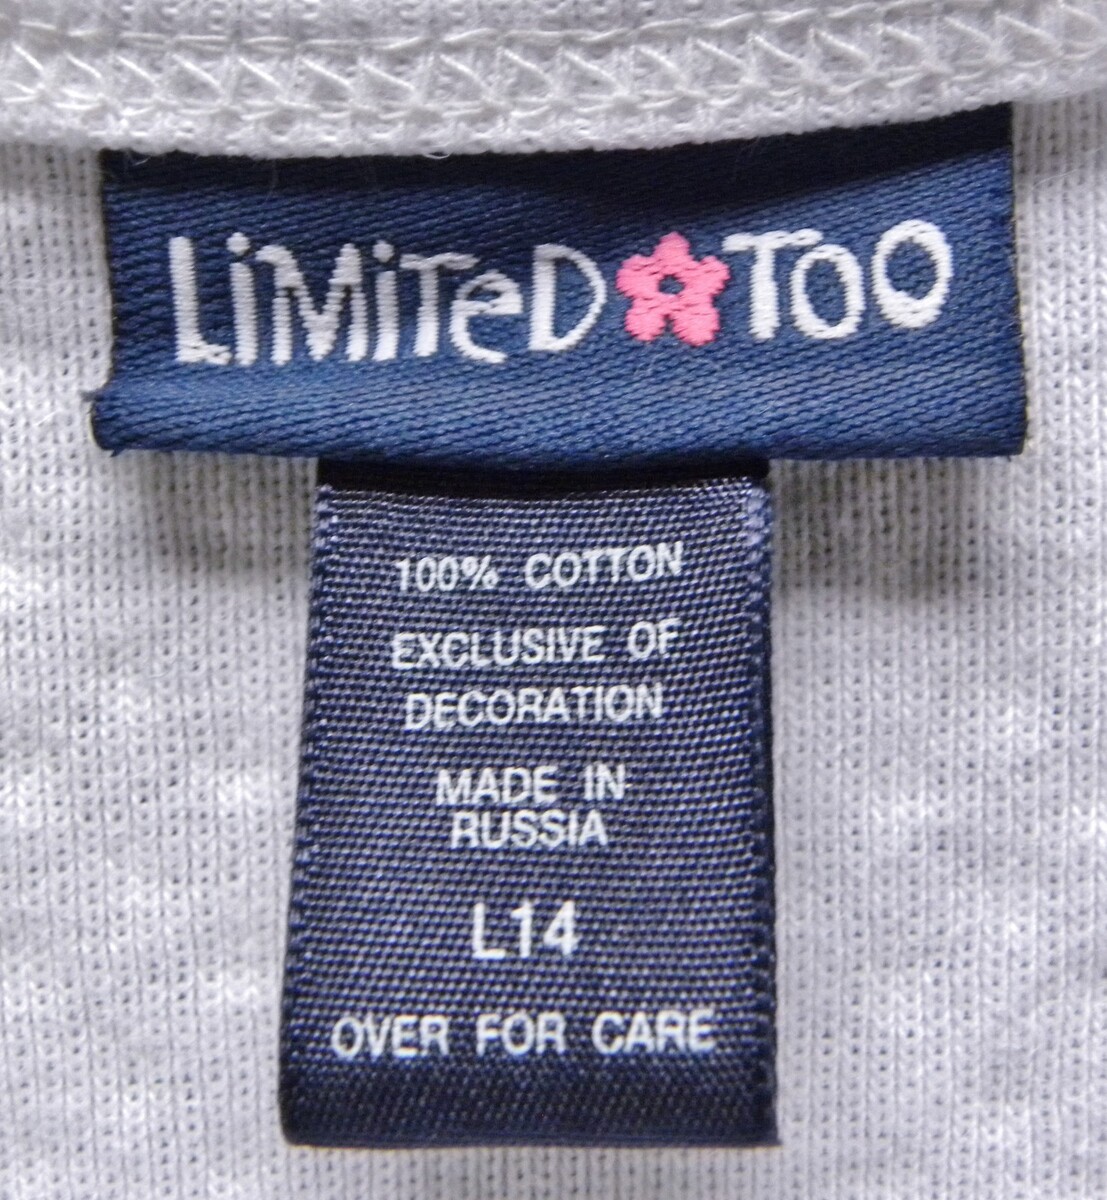 LiMiTeD TOO
100% COTTON
EXCLUSIVE OF
DECORATION
MADE IN
RUSSIA
L14
OVER FOR CARE